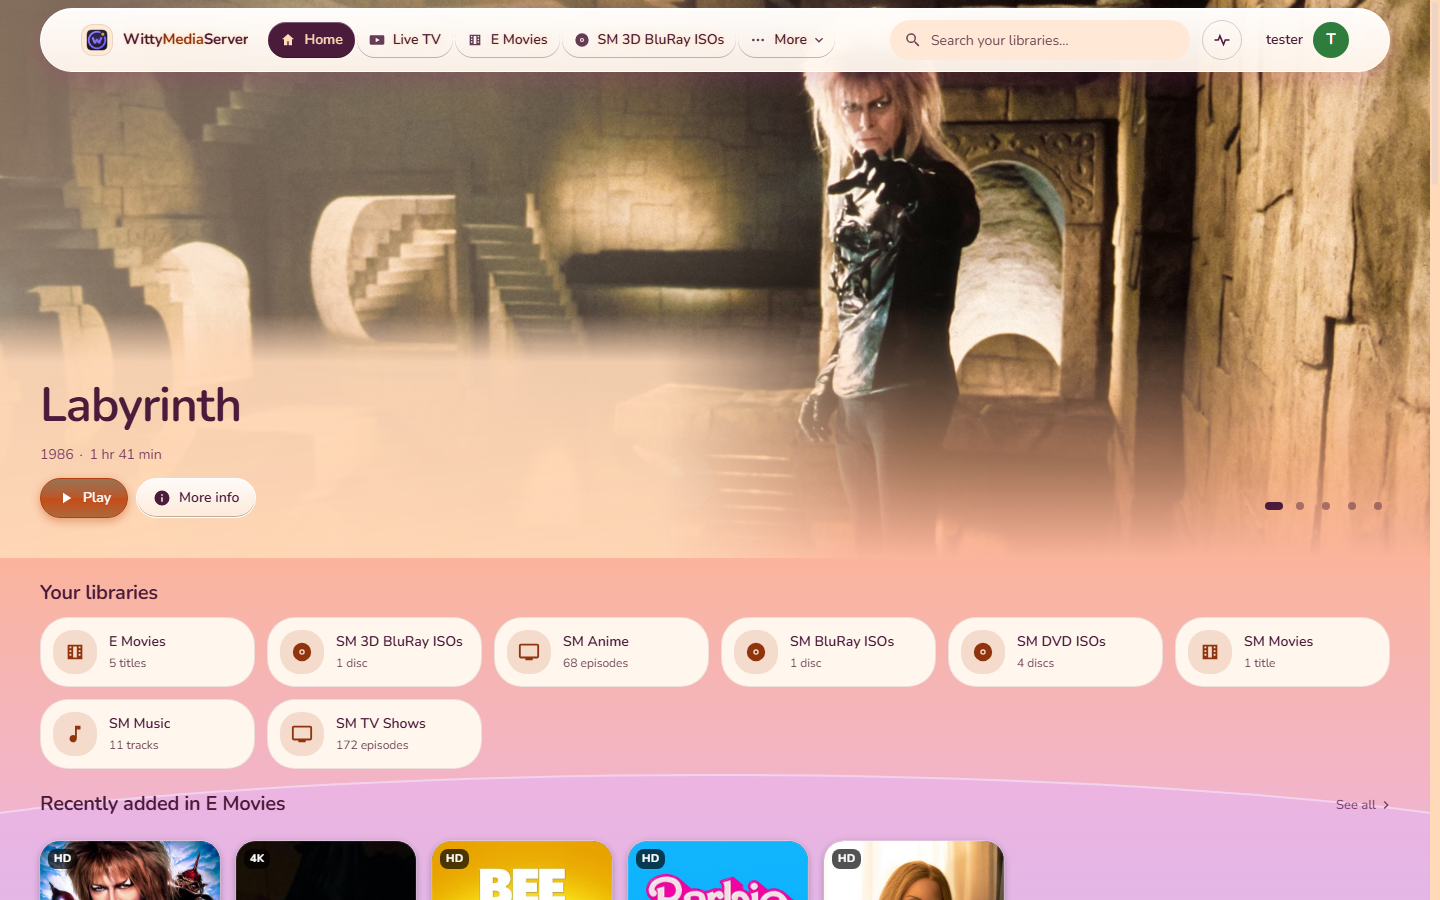 WittyMediaServer
Home
Live TV
E Movies
SM 3D BluRay ISOs
More
Search your libraries...
tester
T
Labyrinth
1986 · 1 hr 41 min
Play
More info
Your libraries
E Movies
5 titles
SM 3D BluRay ISOs
1 disc
SM Anime
68 episodes
SM BluRay ISOs
1 disc
SM DVD ISOs
4 discs
SM Movies
1 title
SM Music
11 tracks
SM TV Shows
172 episodes
Recently added in E Movies
See all
HD
4K
HD
BEE
HD
Barbie
HD